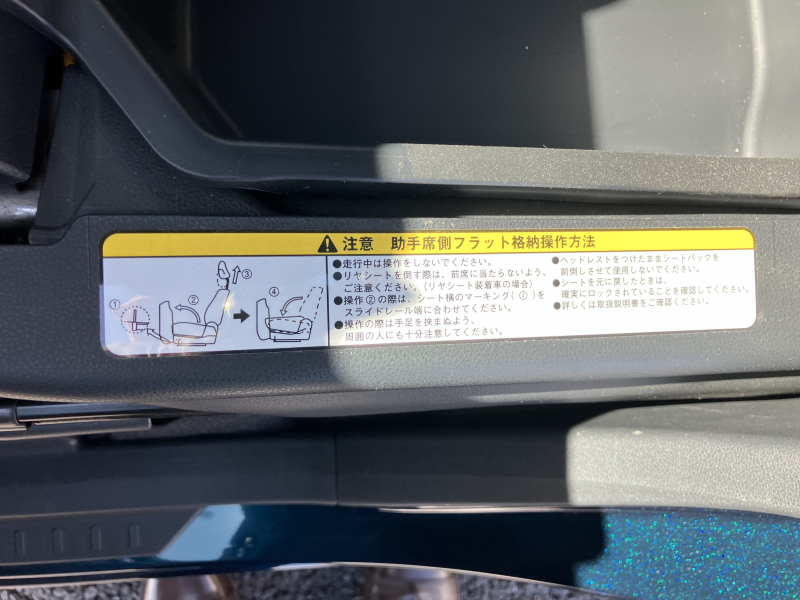 注意 助手席側フラット格納操作方法
①
②
③
④
●走行中は操作をしないでください。
●リヤシートを倒す際は、前席に当たらないよう、
ご注意ください。(リヤシート装着車の場合)
●操作②の際は、シート横のマーキング(①)を
スライドレール端に合わせてください。
●操作の際は手足を挟まぬよう、
周囲の人にも十分注意してください。
●ヘッドレストをつけたままシートバックを
前倒しさせて使用しないでください。
●シートを元に戻したときは、
確実にロックされていることを確認してください。
●詳しくは取扱説明書をご確認ください。